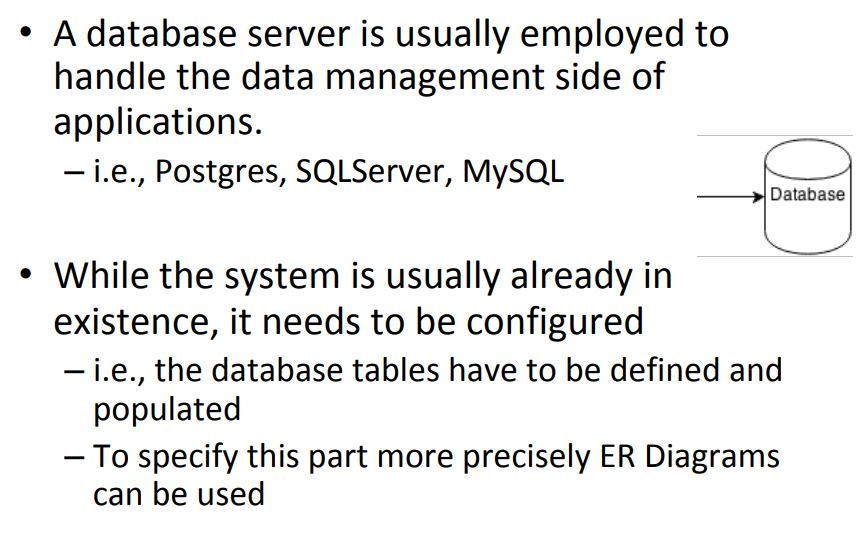 • A database server is usually employed to
handle the data management side of
applications.
– i.e., Postgres, SQLServer, MySQL
Database
• While the system is usually already in
existence, it needs to be configured
– i.e., the database tables have to be defined and
populated
– To specify this part more precisely ER Diagrams
can be used